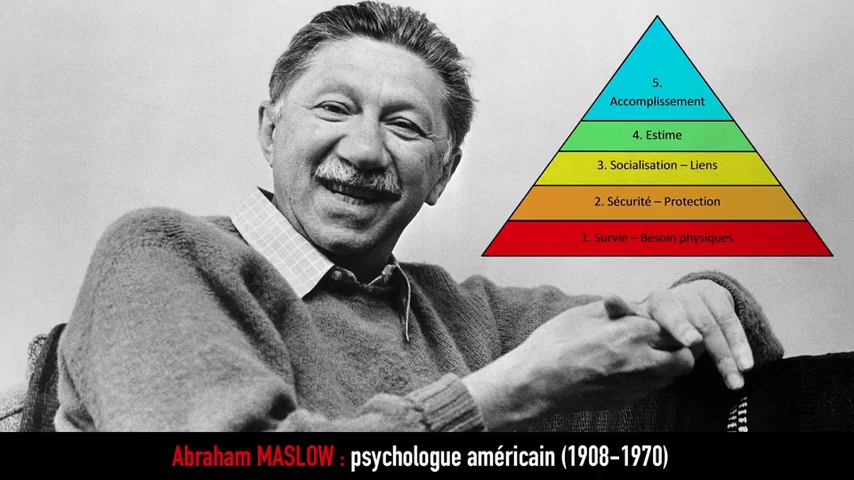 5.
Accomplissement
4. Estime
3. Socialisation – Liens
2. Sécurité – Protection
1. Survie – Besoin physiques
Abraham MASLOW : psychologue américain (1908-1970)